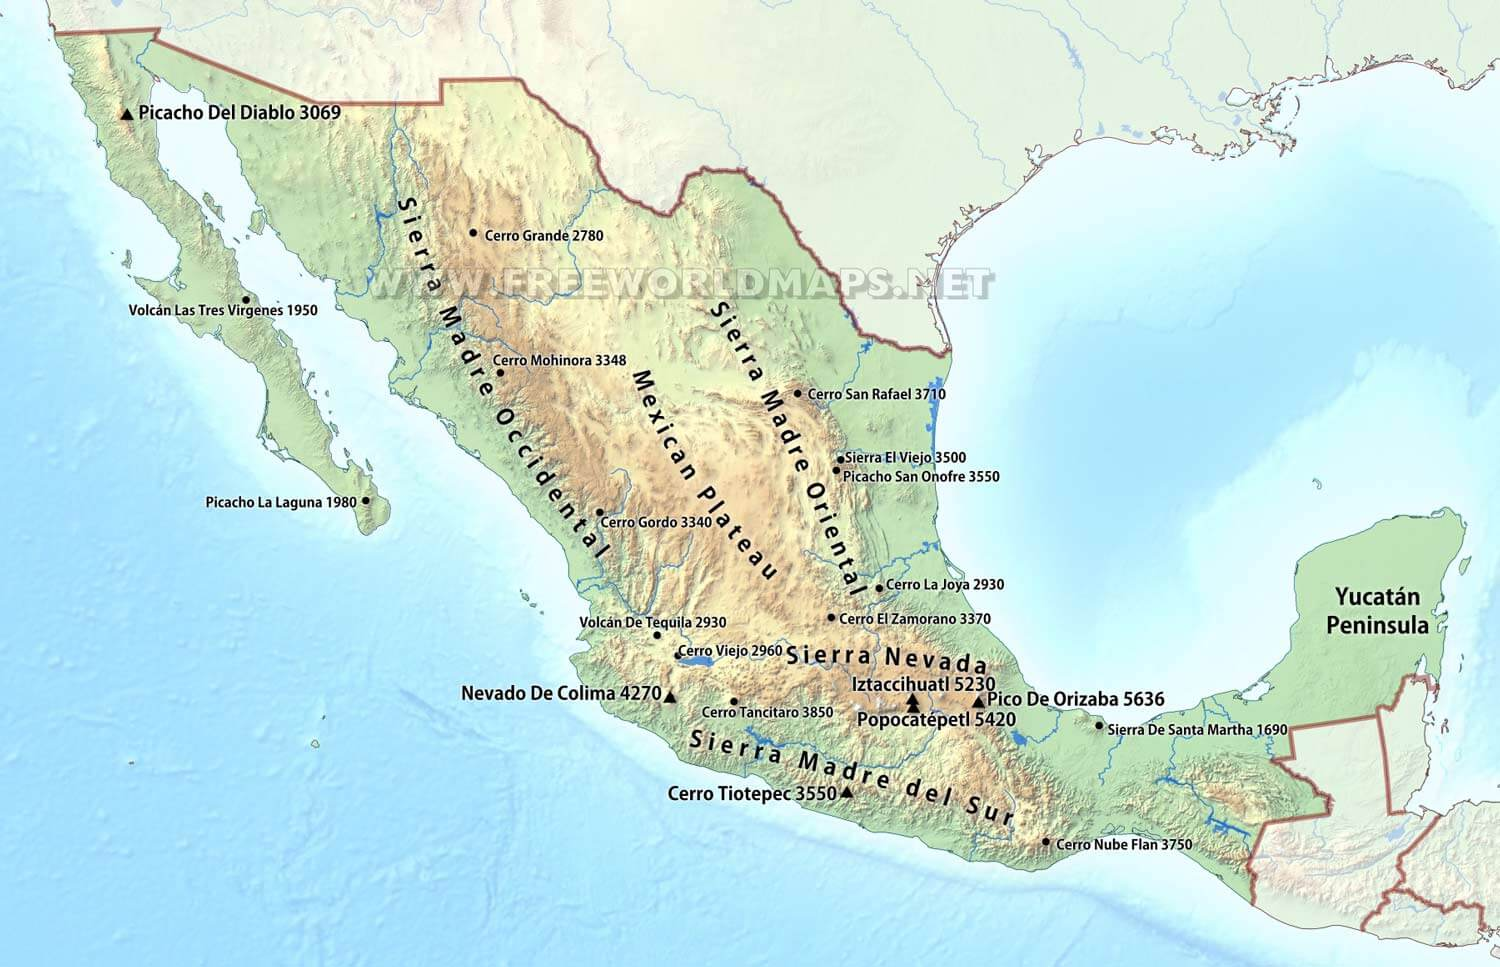 Picacho Del Diablo 3069
Sierra Madre Occidental
Cerro Grande 2780
WWW.FREEWORLDMAPS.NET
Volcán Las Tres Virgenes 1950
Sierra Madre Oriental
Cerro Mohinora 3348
Mexican Plateau
Cerro San Rafael 3710
Sierra El Viejo 3500
Picacho San Onofre 3550
Picacho La Laguna 1980
Cerro Gordo 3340
Cerro La Joya 2930
Yucatán
Peninsula
Cerro El Zamorano 3370
Volcán De Tequila 2930
Cerro Viejo 2960
Sierra Nevada
Iztaccihuatl 5230
Nevado De Colima 4270
Pico De Orizaba 5636
Cerro Tancitaro 3850
Popocatépetl 5420
Sierra De Santa Martha 1690
Sierra Madre del Sur
Cerro Tiotepec 3550
Cerro Nube Flan 3750